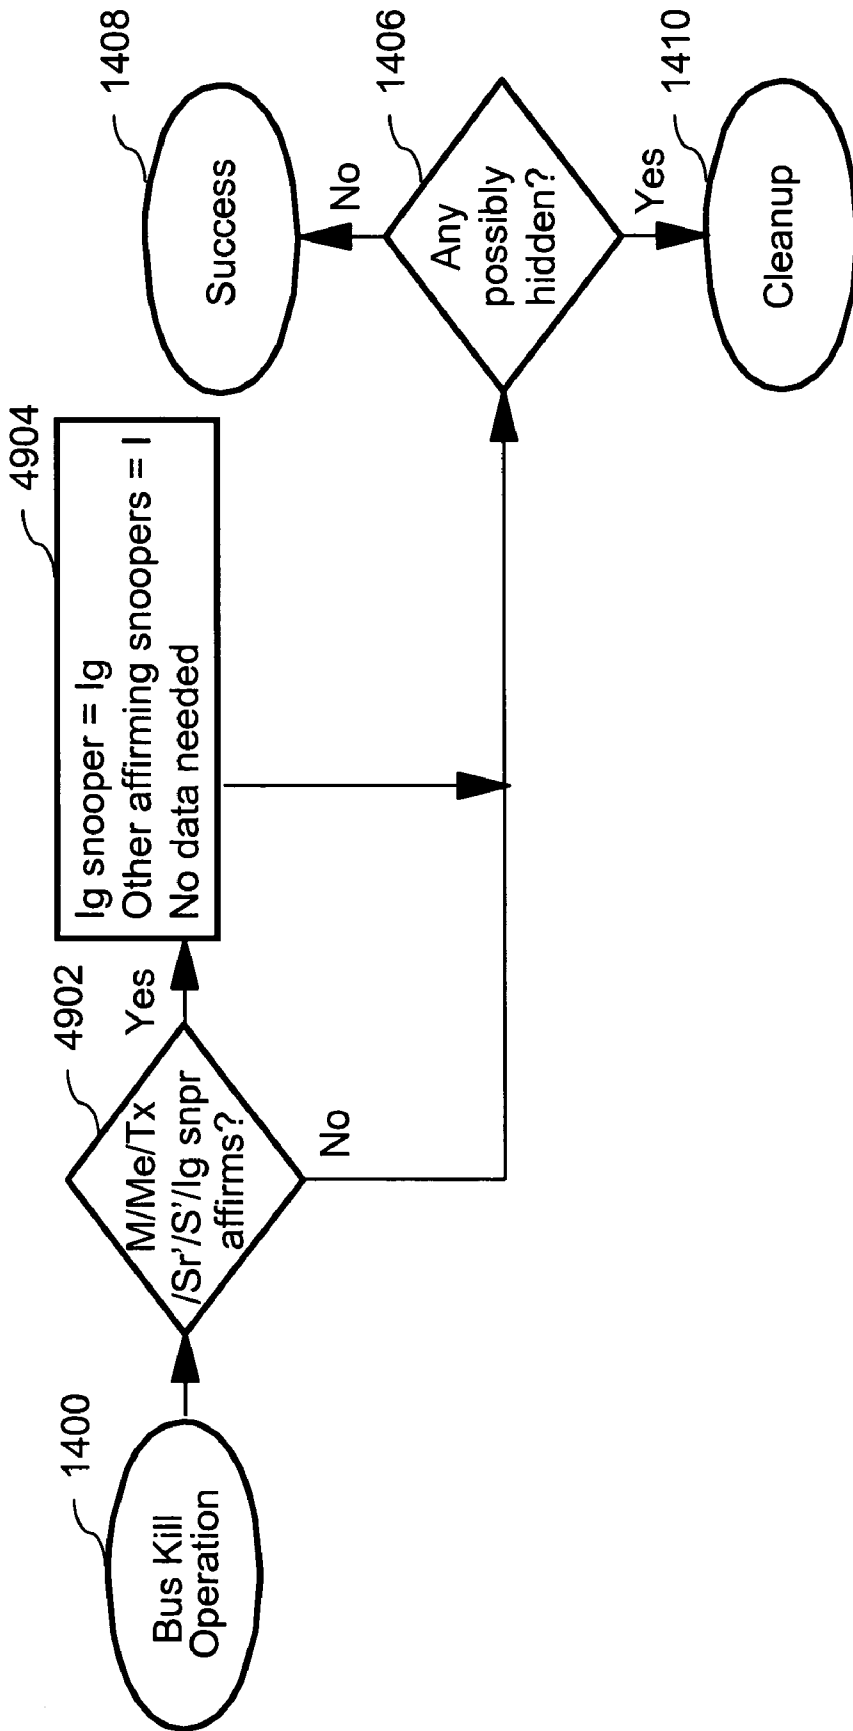 1400
Bus Kill
Operation
4902
M/Me/Tx
/Sr'/S'/Ig snpr
affirms?
Yes
No
4904
Ig snooper = Ig
Other affirming snoopers = I
No data needed
1408
Success
No
1406
Any
possibly
hidden?
Yes
1410
Cleanup